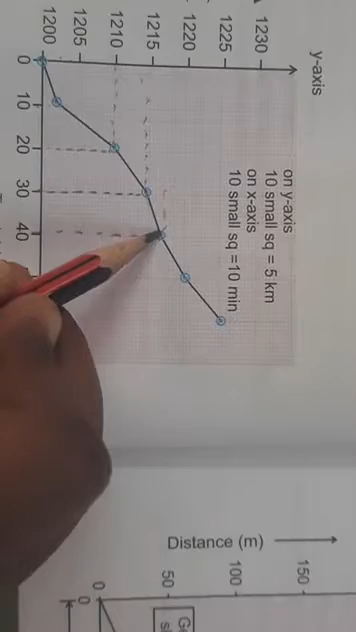 y-axis
on y-axis
10 small sq = 5 km
on x-axis
10 small sq =10 min
1230
1225
1220
1215
1210
1205
1200
0
10
20
30
40
Distance (m)
150
100
50
0
0